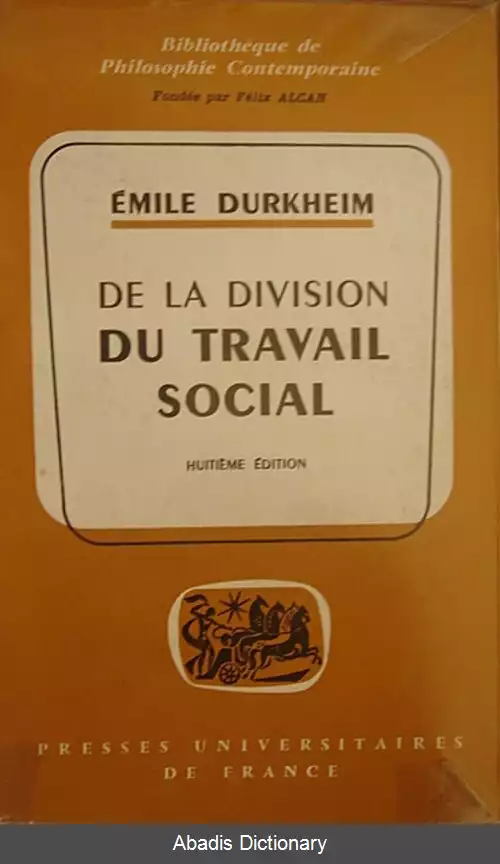 Bibliothèque de
Philosophie Contemporaine
Fondée par Félix ALCAN
ÉMILE DURKHEIM
DE LA DIVISION
DU TRAVAIL
SOCIAL
HUITIÈME ÉDITION
PRESSES UNIVERSITAIRES
DE FRANCE
Abadis Dictionary